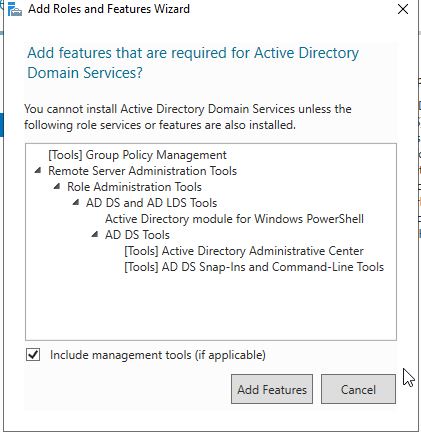 Add Roles and Features Wizard
Add features that are required for Active Directory
Domain Services?
You cannot install Active Directory Domain Services unless the
following role services or features are also installed.
[Tools] Group Policy Management
Remote Server Administration Tools
Role Administration Tools
AD DS and AD LDS Tools
Active Directory module for Windows PowerShell
AD DS Tools
[Tools] Active Directory Administrative Center
[Tools] AD DS Snap-Ins and Command-Line Tools
Include management tools (if applicable)
Add Features
Cancel